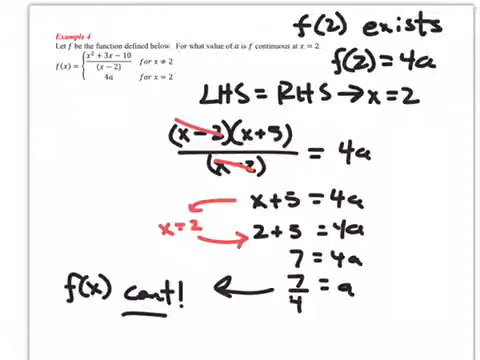 Example 4
Let f be the function defined below. For what value of a is f continuous at x = 2.
f(x) = { x² + 3x − 10 / (x − 2) for x ≠ 2
4a for x = 2
f(2) exists
f(2) = 4a
LHS = RHS → x = 2
(x − 2)(x + 5) / (x − 2) = 4a
x + 5 = 4a
x = 2
2 + 5 = 4a
7 = 4a
7/4 = a
f(x) cont!